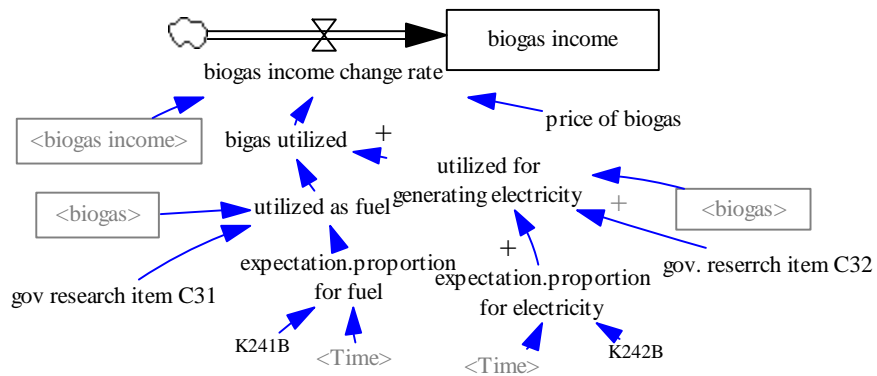 biogas income
biogas income change rate
<biogas income>
price of biogas
bigas utilized
+
utilized for
generating electricity
<biogas>
utilized as fuel
+
<biogas>
gov research item C31
expectation.proportion
for fuel
+
expectation.proportion
for electricity
gov. reserrch item C32
K241B
<Time>
<Time>
K242B